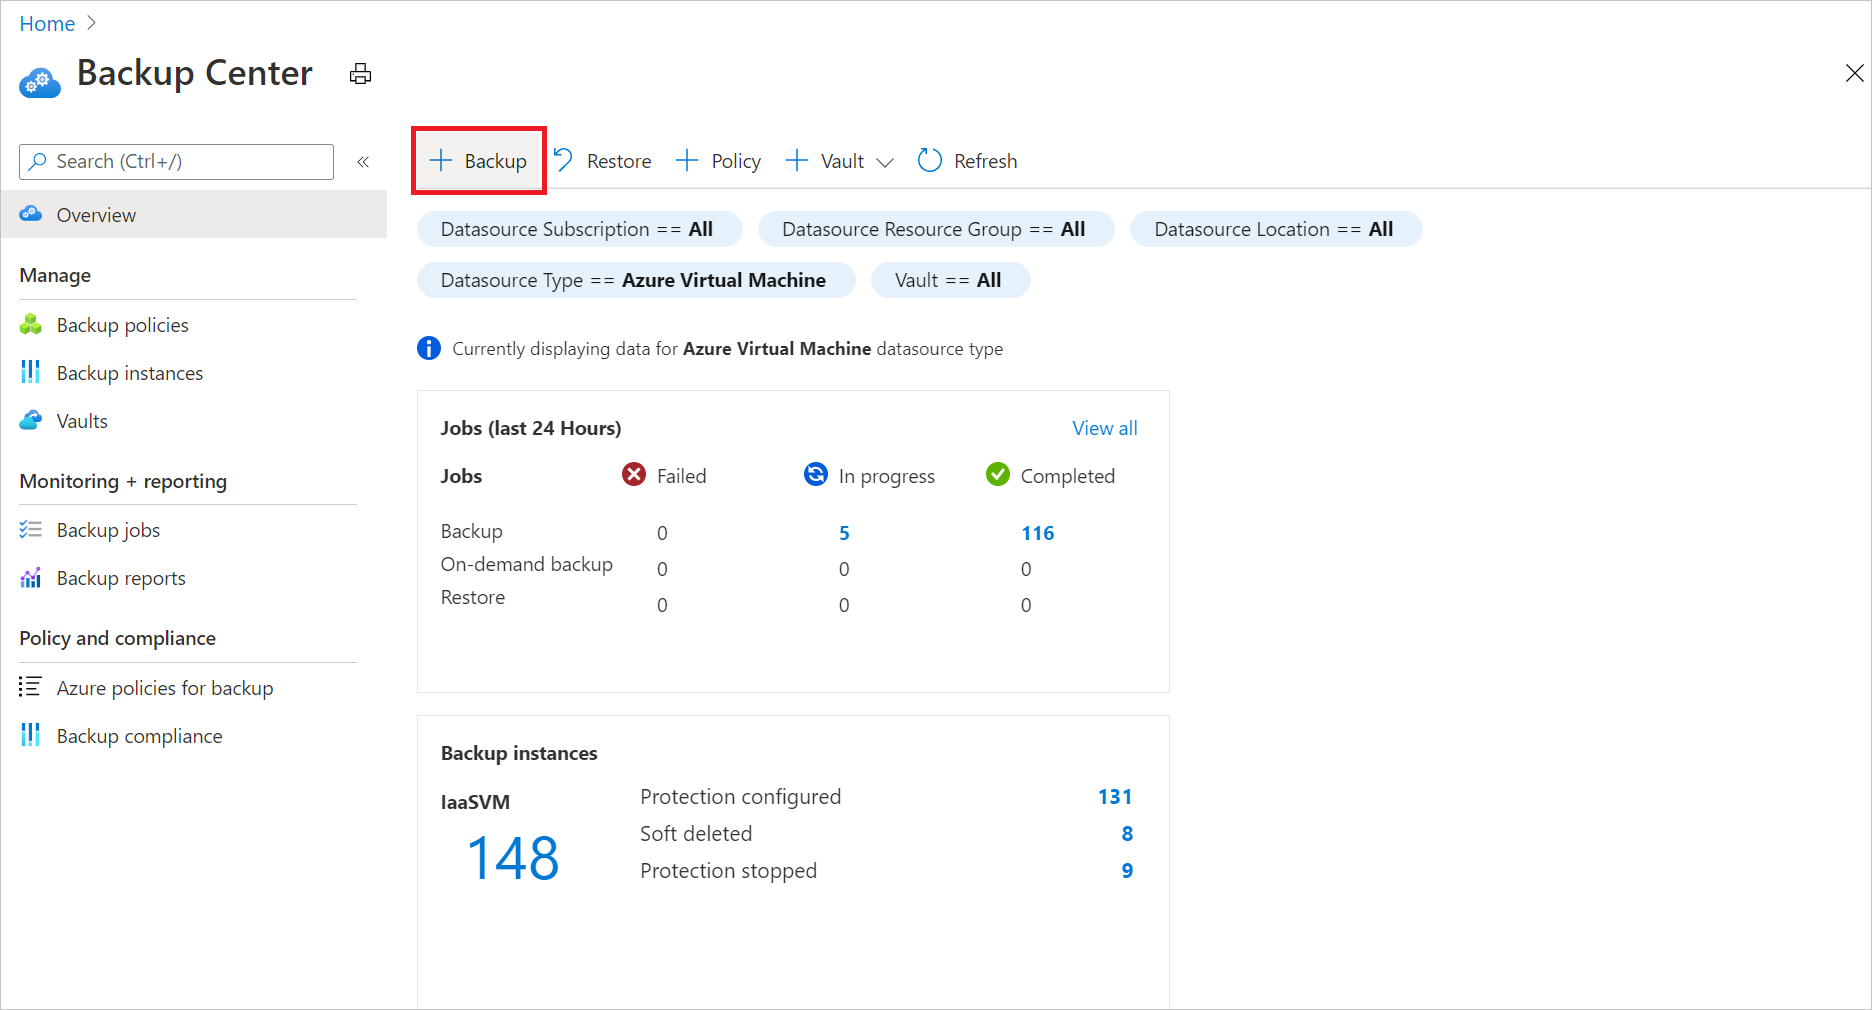 Home
Backup Center
Search (Ctrl+/)
«
Overview
Manage
Backup policies
Backup instances
Vaults
Monitoring + reporting
Backup jobs
Backup reports
Policy and compliance
Azure policies for backup
Backup compliance
Backup Restore Policy Vault Refresh
Datasource Subscription == All Datasource Resource Group == All Datasource Location == All
Datasource Type == Azure Virtual Machine Vault == All
Currently displaying data for Azure Virtual Machine datasource type
Jobs (last 24 Hours) View all
Jobs Failed In progress Completed
Backup 0 5 116
On-demand backup 0 0 0
Restore 0 0 0
Backup instances
IaaSVM
148
Protection configured 131
Soft deleted 8
Protection stopped 9